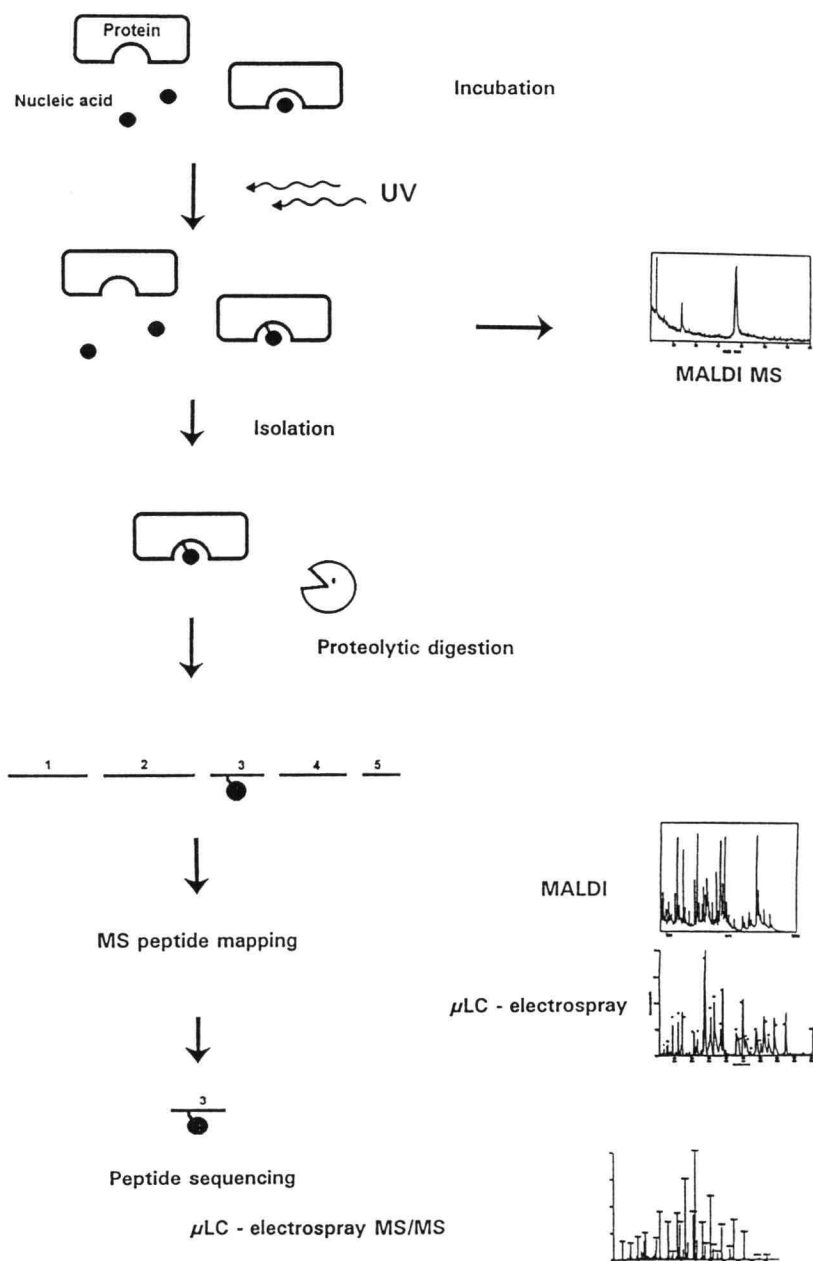 Protein
Nucleic acid
Incubation
UV
MALDI MS
Isolation
Proteolytic digestion
1 2 3 4 5
MALDI
MS peptide mapping
µLC - electrospray
3
Peptide sequencing
µLC - electrospray MS/MS